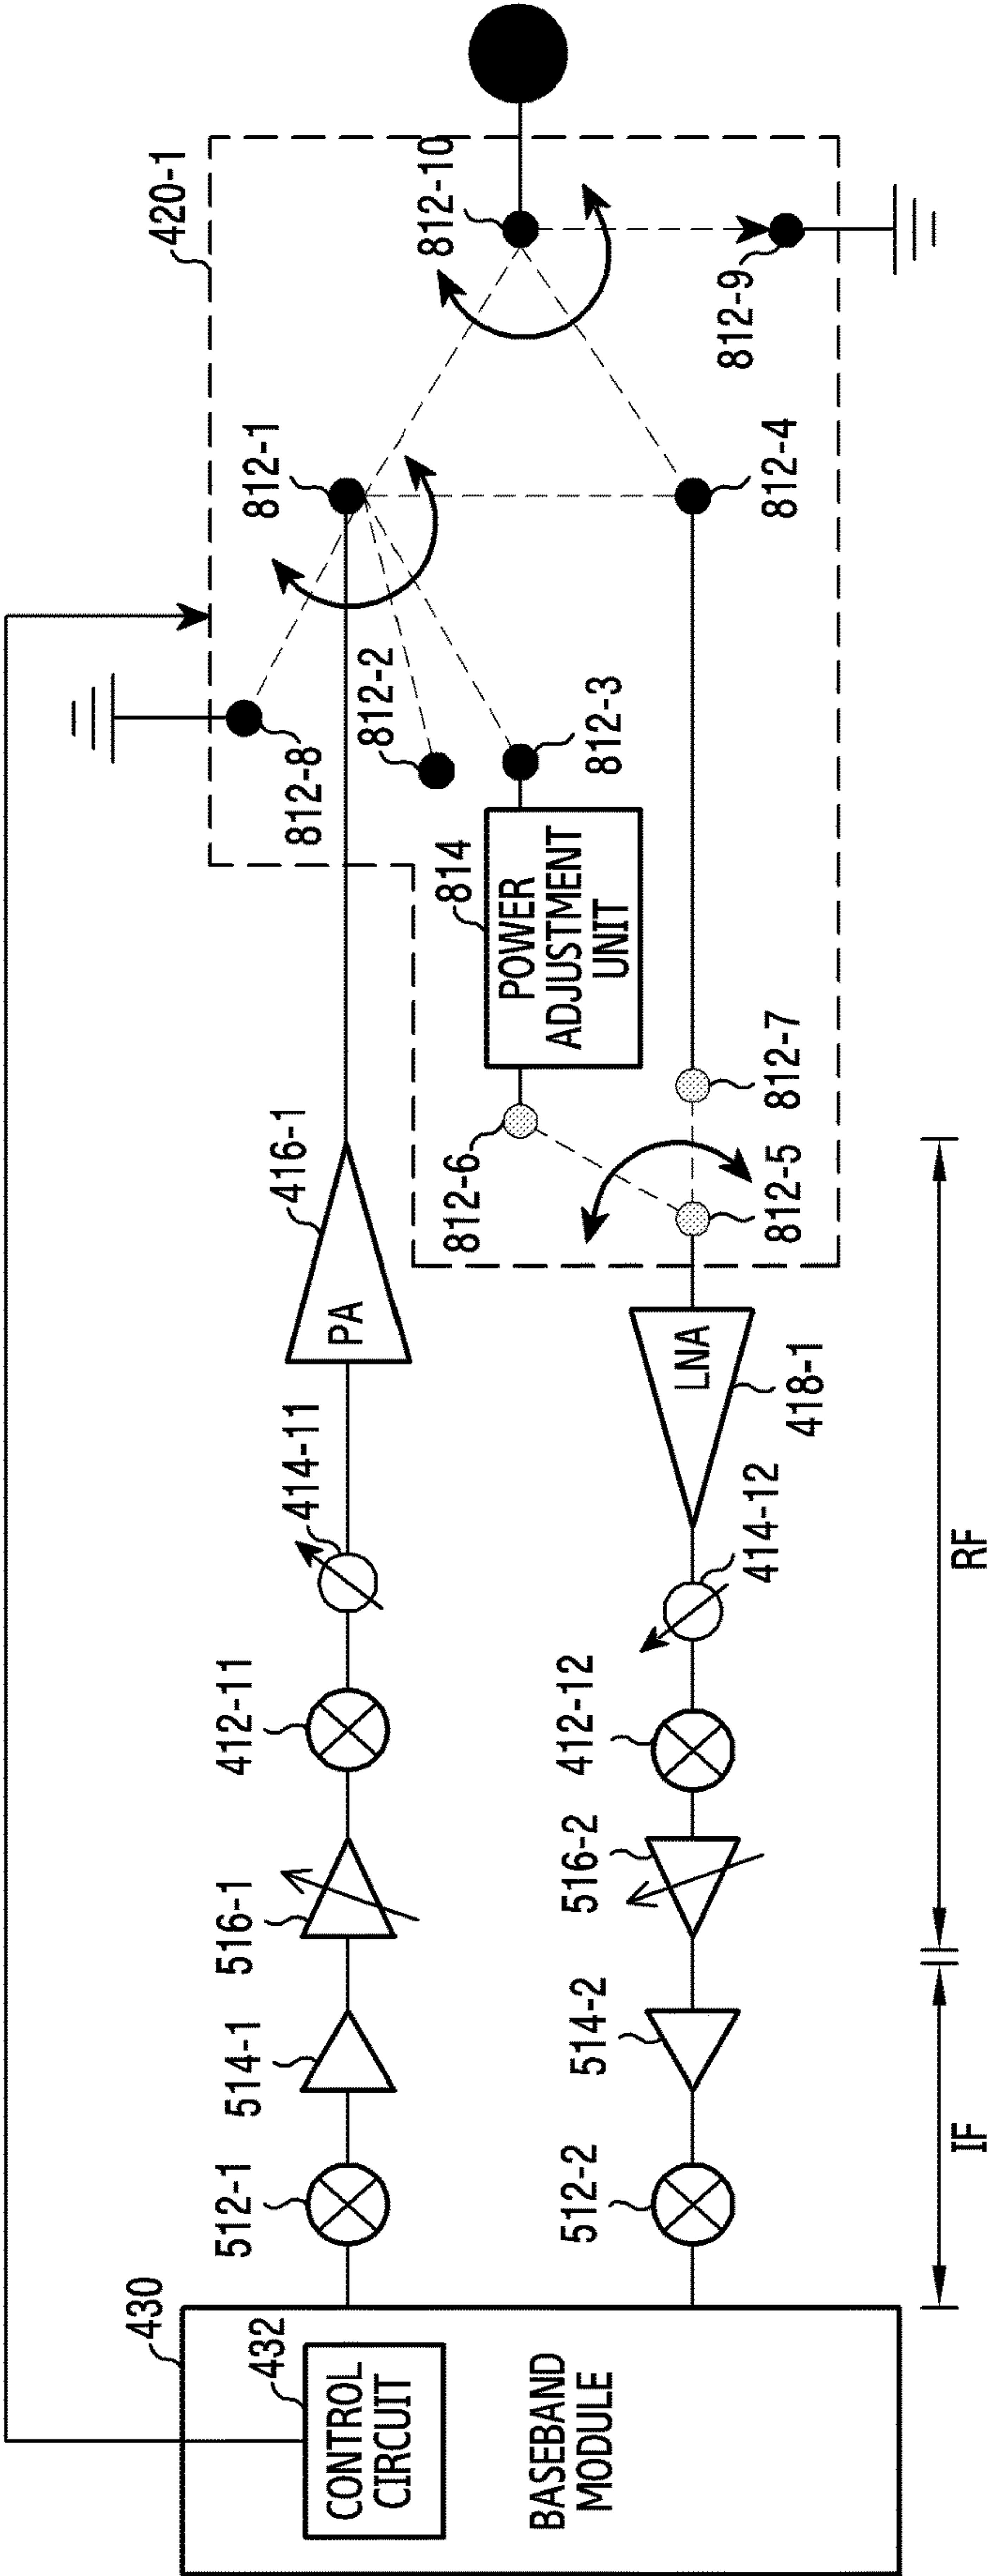 430
432
CONTROL
CIRCUIT
BASEBAND
MODULE
512-1
514-1
516-1
412-11
414-11
416-1
PA
512-2
514-2
516-2
412-12
414-12
418-1
LNA
420-1
812-8
812-1
812-2
812-3
814
POWER
ADJUSTMENT
UNIT
812-6
812-5
812-7
812-4
812-10
812-9
IF
RF